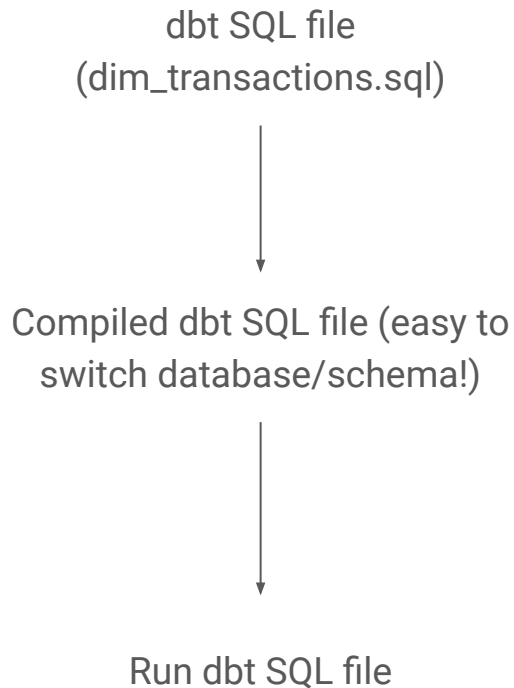 dbt SQL file
(dim_transactions.sql)
Compiled dbt SQL file (easy to
switch database/schema!)
Run dbt SQL file